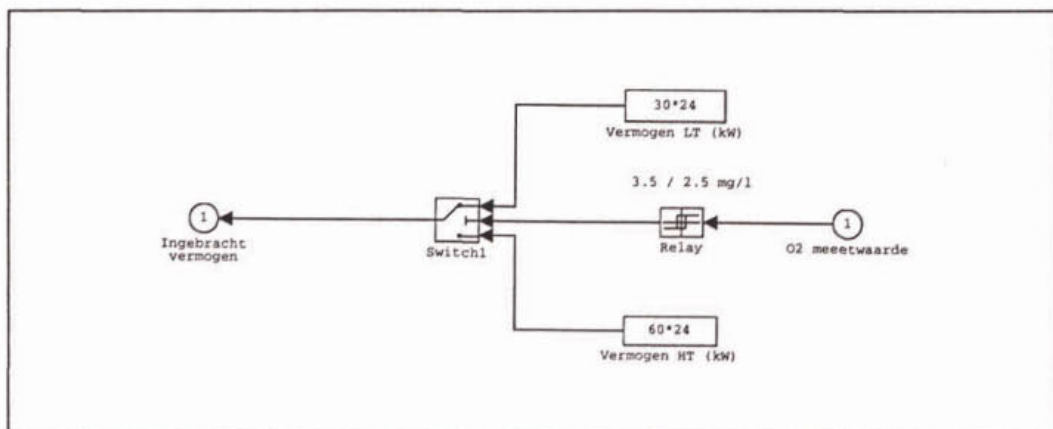 30*24
Vermogen LT (kW)
3.5 / 2.5 mg/l
1
Ingebracht
vermogen
Switch1
Relay
1
O2 meeetwaarde
60*24
Vermogen HT (kW)